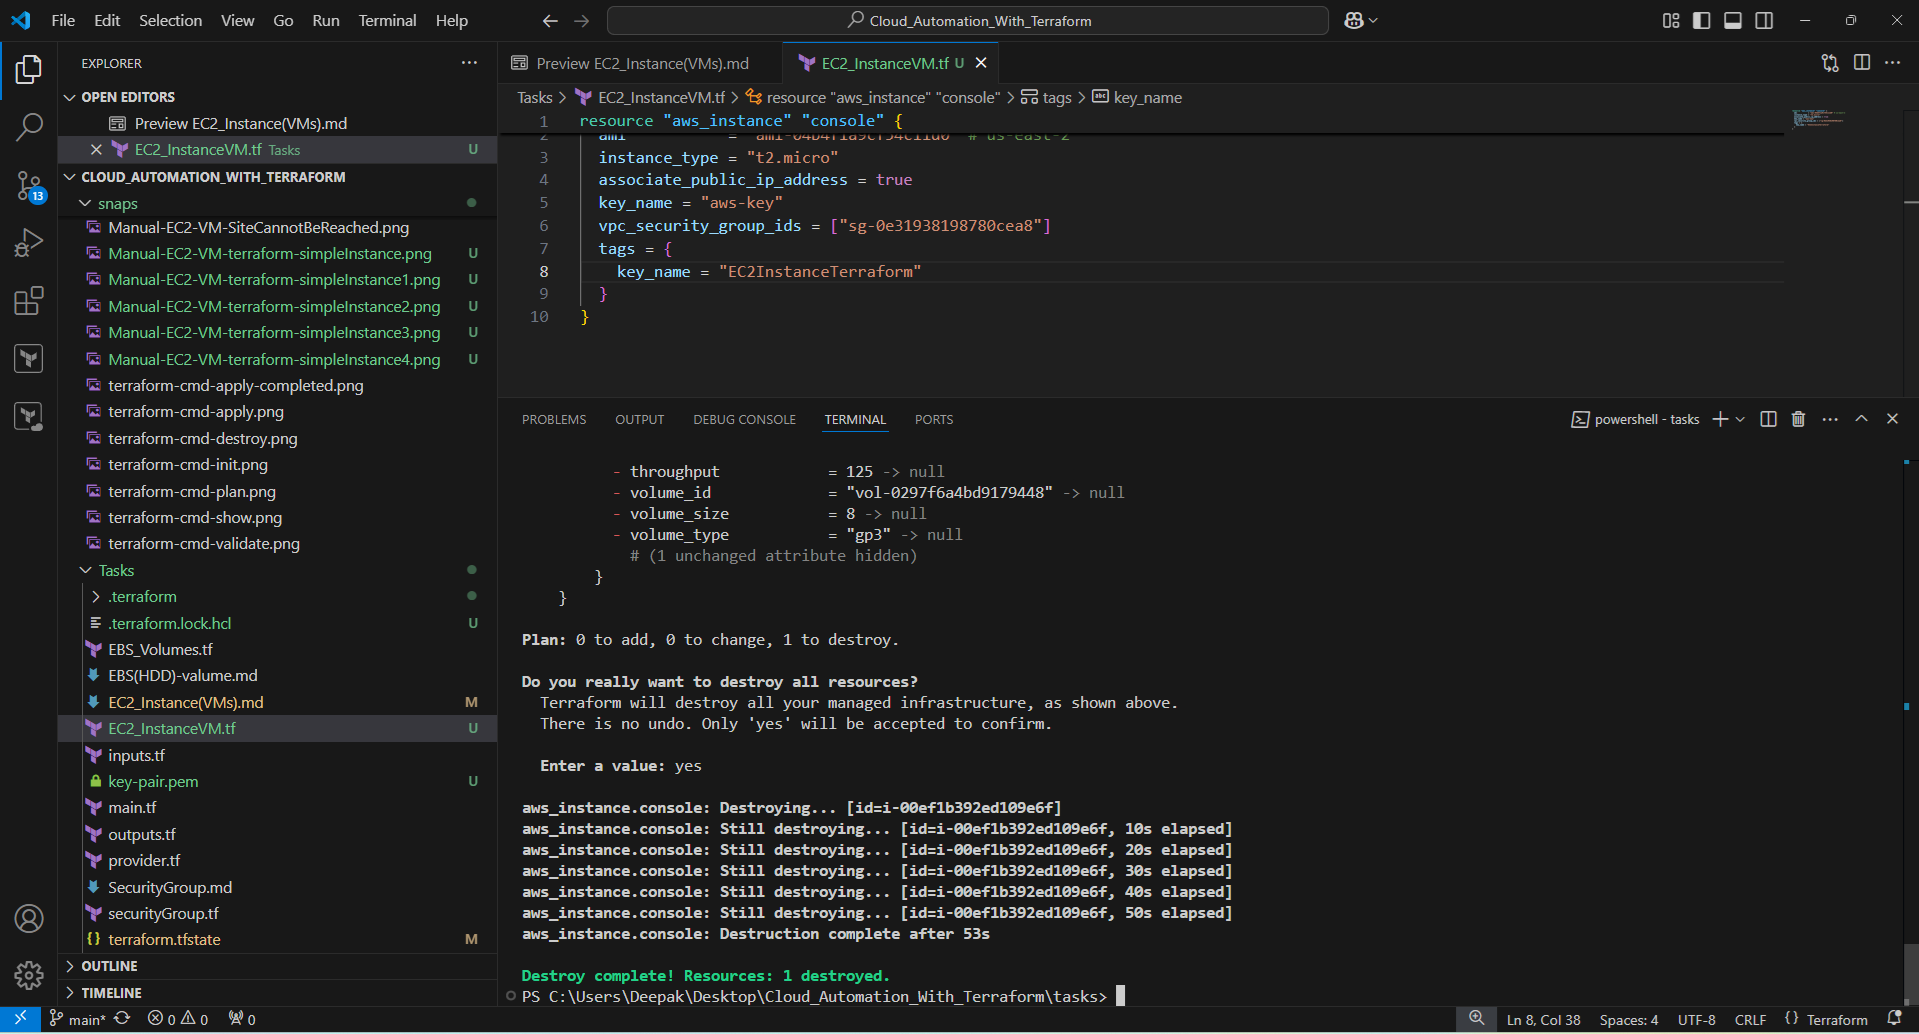 File Edit Selection View Go Run Terminal Help
Cloud_Automation_With_Terraform
EXPLORER
OPEN EDITORS
Preview EC2_Instance(VMs).md
EC2_InstanceVM.tf Tasks U
CLOUD_AUTOMATION_WITH_TERRAFORM
13
snaps
Manual-EC2-VM-SiteCannotBeReached.png
Manual-EC2-VM-terraform-simpleInstance.png U
Manual-EC2-VM-terraform-simpleInstance1.png U
Manual-EC2-VM-terraform-simpleInstance2.png U
Manual-EC2-VM-terraform-simpleInstance3.png U
Manual-EC2-VM-terraform-simpleInstance4.png U
terraform-cmd-apply-completed.png
terraform-cmd-apply.png
terraform-cmd-destroy.png
terraform-cmd-init.png
terraform-cmd-plan.png
terraform-cmd-show.png
terraform-cmd-validate.png
Tasks
.terraform
.terraform.lock.hcl U
EBS_Volumes.tf
EBS(HDD)-valume.md
EC2_Instance(VMs).md M
EC2_InstanceVM.tf U
inputs.tf
key-pair.pem U
main.tf
outputs.tf
provider.tf
SecurityGroup.md
securityGroup.tf
terraform.tfstate M
OUTLINE
TIMELINE
Preview EC2_Instance(VMs).md
EC2_InstanceVM.tf U
Tasks > EC2_InstanceVM.tf > resource "aws_instance" "console" > tags > key_name
1 resource "aws_instance" "console" {
3 instance_type = "t2.micro"
4 associate_public_ip_address = true
5 key_name = "aws-key"
6 vpc_security_group_ids = ["sg-0e31938198780cea8"]
7 tags = {
8 key_name = "EC2InstanceTerraform"
9 }
10 }
PROBLEMS OUTPUT DEBUG CONSOLE TERMINAL PORTS
powershell - tasks
- throughput = 125 -> null
- volume_id = "vol-0297f6a4bd9179448" -> null
- volume_size = 8 -> null
- volume_type = "gp3" -> null
# (1 unchanged attribute hidden)
}
}
Plan: 0 to add, 0 to change, 1 to destroy.
Do you really want to destroy all resources?
Terraform will destroy all your managed infrastructure, as shown above.
There is no undo. Only 'yes' will be accepted to confirm.
Enter a value: yes
aws_instance.console: Destroying... [id=i-00ef1b392ed109e6f]
aws_instance.console: Still destroying... [id=i-00ef1b392ed109e6f, 10s elapsed]
aws_instance.console: Still destroying... [id=i-00ef1b392ed109e6f, 20s elapsed]
aws_instance.console: Still destroying... [id=i-00ef1b392ed109e6f, 30s elapsed]
aws_instance.console: Still destroying... [id=i-00ef1b392ed109e6f, 40s elapsed]
aws_instance.console: Still destroying... [id=i-00ef1b392ed109e6f, 50s elapsed]
aws_instance.console: Destruction complete after 53s
Destroy complete! Resources: 1 destroyed.
PS C:\Users\Deepak\Desktop\Cloud_Automation_With_Terraform\tasks>
main* 0 0 0
Ln 8, Col 38 Spaces: 4 UTF-8 CRLF {} Terraform